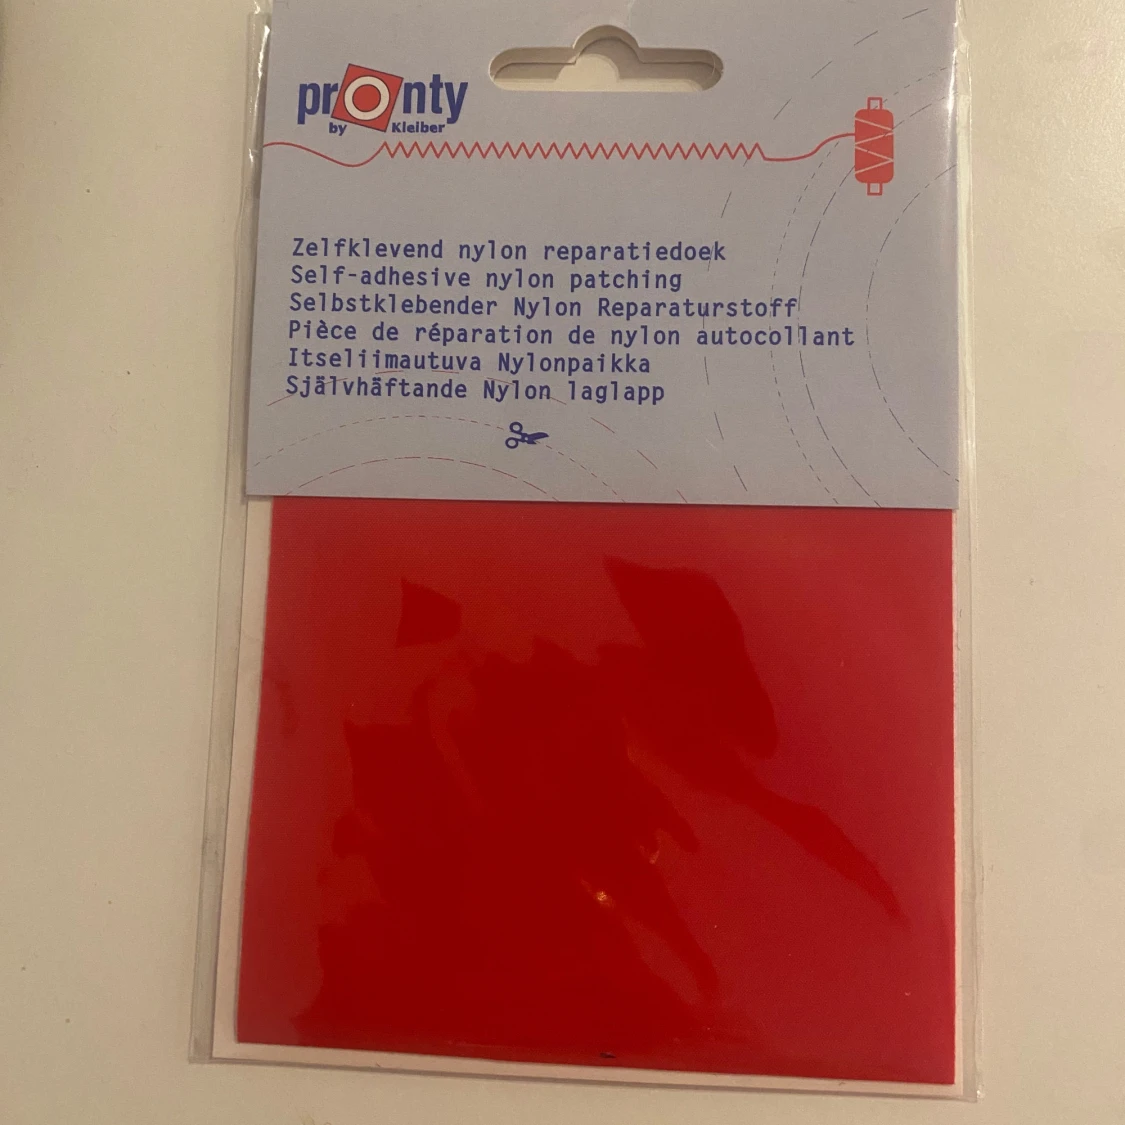 pronty
by Kleiber
Zelfklevend nylon reparatiedoek
Self-adhesive nylon patching
Selbstklebender Nylon Reparaturstoff
Pièce de réparation de nylon autocollant
Itseliimautuva Nylonpaikka
Självhäftande Nylon laglapp